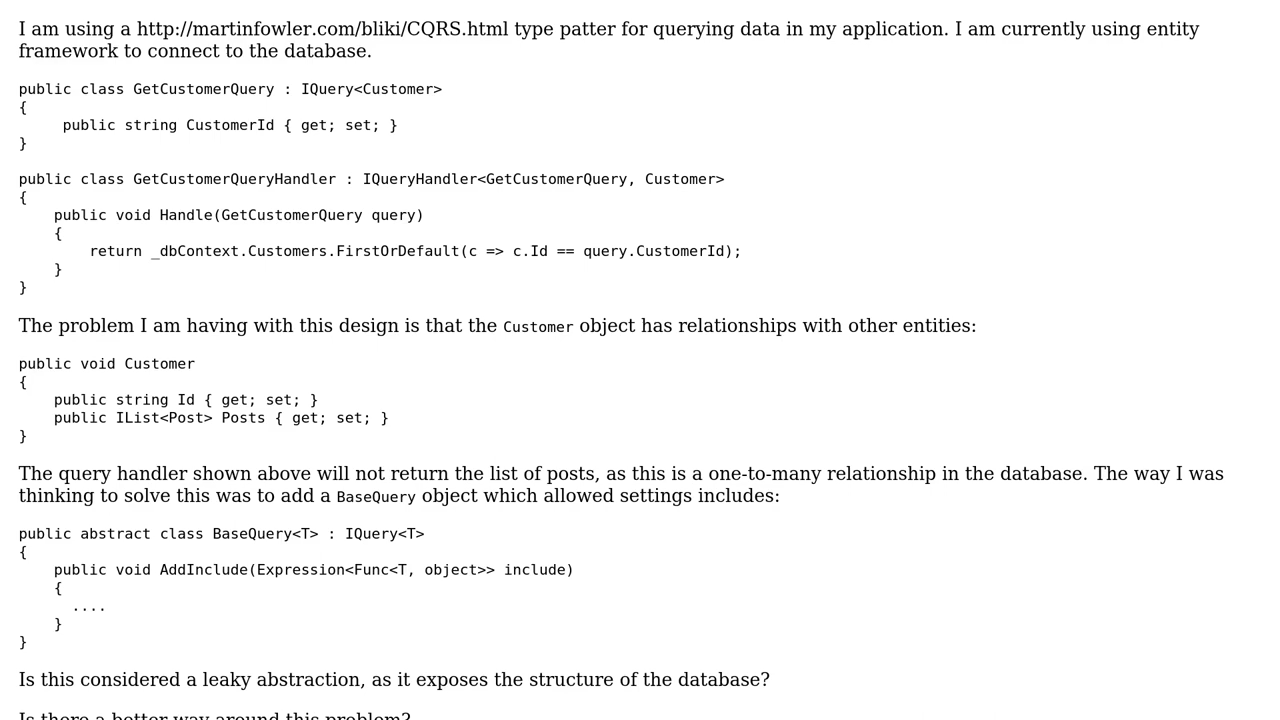 I am using a http://martinfowler.com/bliki/CQRS.html type patter for querying data in my application. I am currently using entity
framework to connect to the database.
public class GetCustomerQuery : IQuery<Customer>
{
     public string CustomerId { get; set; }
}
public class GetCustomerQueryHandler : IQueryHandler<GetCustomerQuery, Customer>
{
    public void Handle(GetCustomerQuery query)
    {
        return _dbContext.Customers.FirstOrDefault(c => c.Id == query.CustomerId);
    }
}
The problem I am having with this design is that the Customer object has relationships with other entities:
public void Customer
{
    public string Id { get; set; }
    public IList<Post> Posts { get; set; }
}
The query handler shown above will not return the list of posts, as this is a one-to-many relationship in the database. The way I was
thinking to solve this was to add a BaseQuery object which allowed settings includes:
public abstract class BaseQuery<T> : IQuery<T>
{
    public void AddInclude(Expression<Func<T, object>> include)
    {
      ....
    }
}
Is this considered a leaky abstraction, as it exposes the structure of the database?
Is there a better way around this problem?